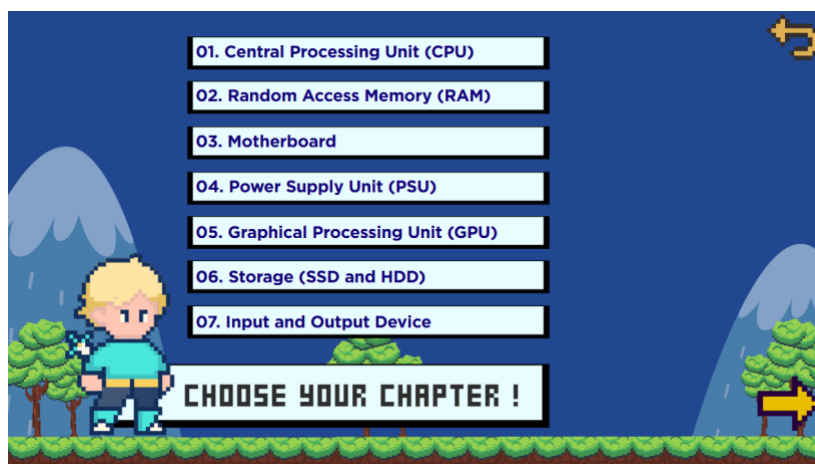 01. Central Processing Unit (CPU)
02. Random Access Memory (RAM)
03. Motherboard
04. Power Supply Unit (PSU)
05. Graphical Processing Unit (GPU)
06. Storage (SSD and HDD)
07. Input and Output Device
CHOOSE YOUR CHAPTER !